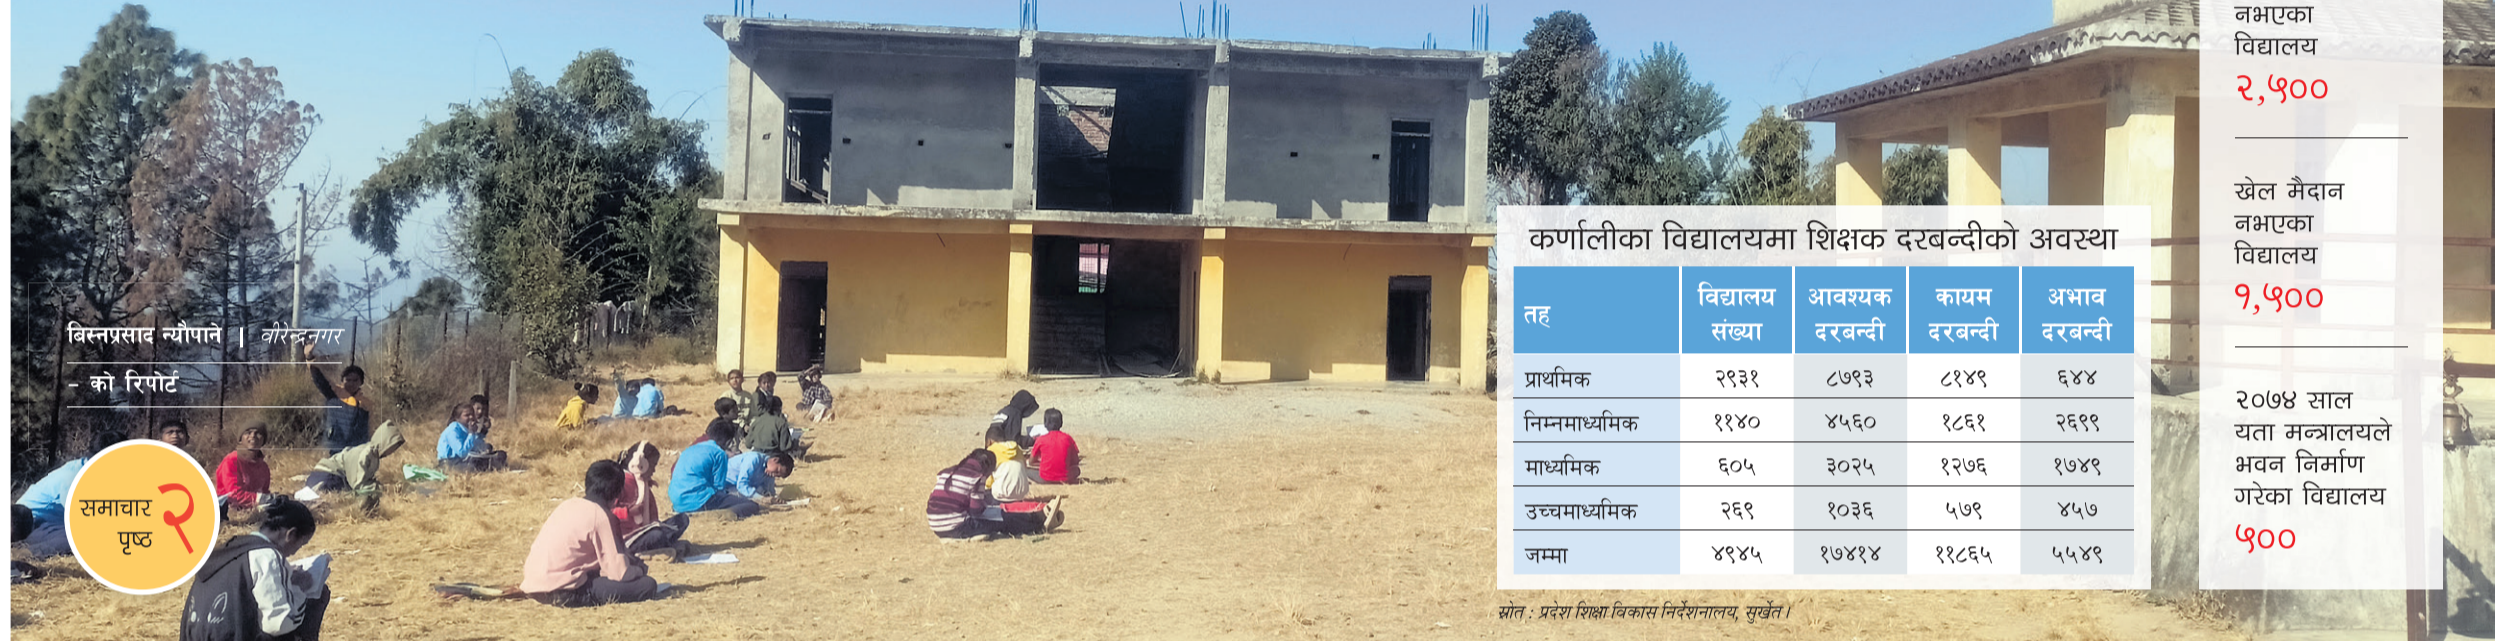 नभएका
विद्यालय
२,५००
खेल मैदान
नभएका
विद्यालय
१,५००
२०७४ साल
यता मन्त्रालयले
भवन निर्माण
गरेका विद्यालय
५००
बिस्नप्रसाद न्यौपाने | वीरेन्द्रनगर
- को रिपोर्ट
समाचार
पृष्ठ २
कर्णालीका विद्यालयमा शिक्षक दरबन्दीको अवस्था
तह विद्यालय संख्या आवश्यक दरबन्दी कायम दरबन्दी अभाव दरबन्दी
प्राथमिक २९३१ ८७९३ ८१४९ ६४४
निम्नमाध्यमिक ११४० ४५६० १८६१ २६९९
माध्यमिक ६०५ ३०२५ १२७६ १७४९
उच्चमाध्यमिक २६९ १०३६ ५७९ ४५७
जम्मा ४९४५ १७४१४ ११८६५ ५५४९
स्रोत : प्रदेश शिक्षा विकास निर्देशनालय, सुर्खेत ।